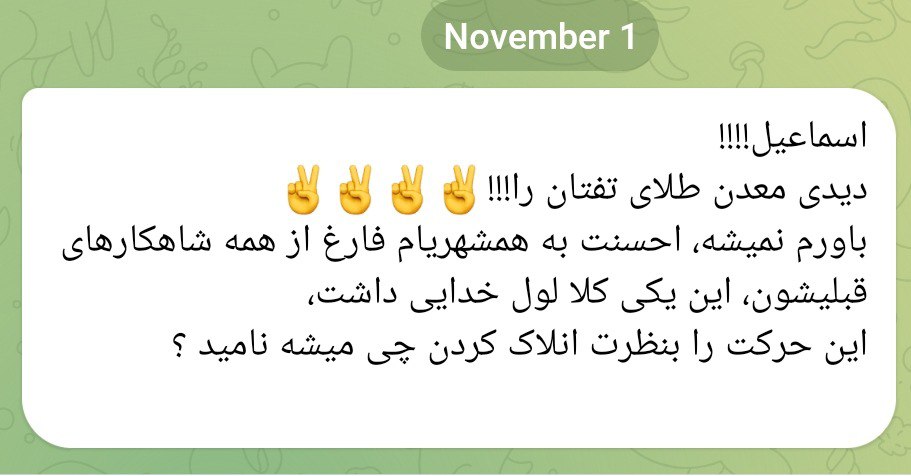 November 1
اسماعیل!!!!
دیدی معدن طلای تفتان را!!! ✌️✌️✌️✌️
باورم نمیشه، احسنت به همشهریام فارغ از همه شاهکارهای
قبلیشون، این یکی کلا لول خدایی داشت،
این حرکت را بنظرت انلاک کردن چی میشه نامید ؟